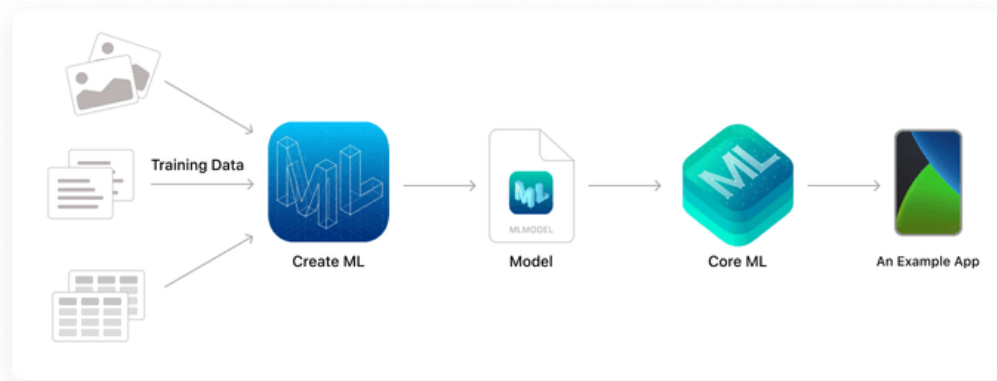 Training Data
ML
ML
MLMODEL
ML
Create ML
Model
Core ML
An Example App